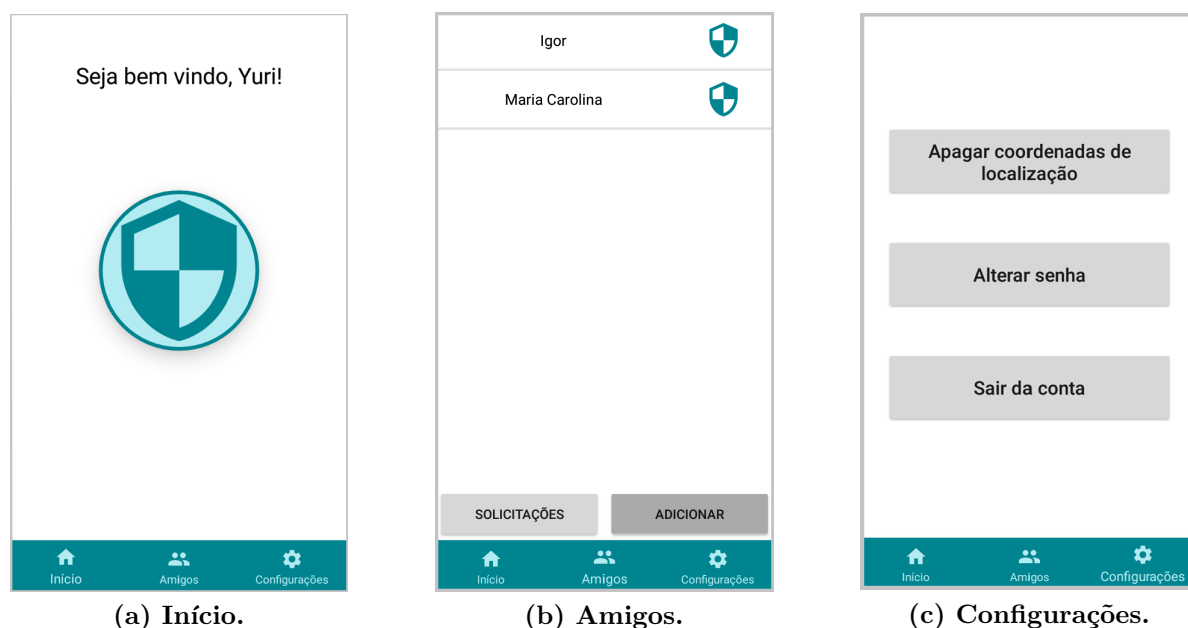 Seja bem vindo, Yuri!
Início
Amigos
Configurações
(a) Início.
Igor
Maria Carolina
SOLICITAÇÕES
ADICIONAR
Início
Amigos
Configurações
(b) Amigos.
Apagar coordenadas de
localização
Alterar senha
Sair da conta
Início
Amigos
Configurações
(c) Configurações.